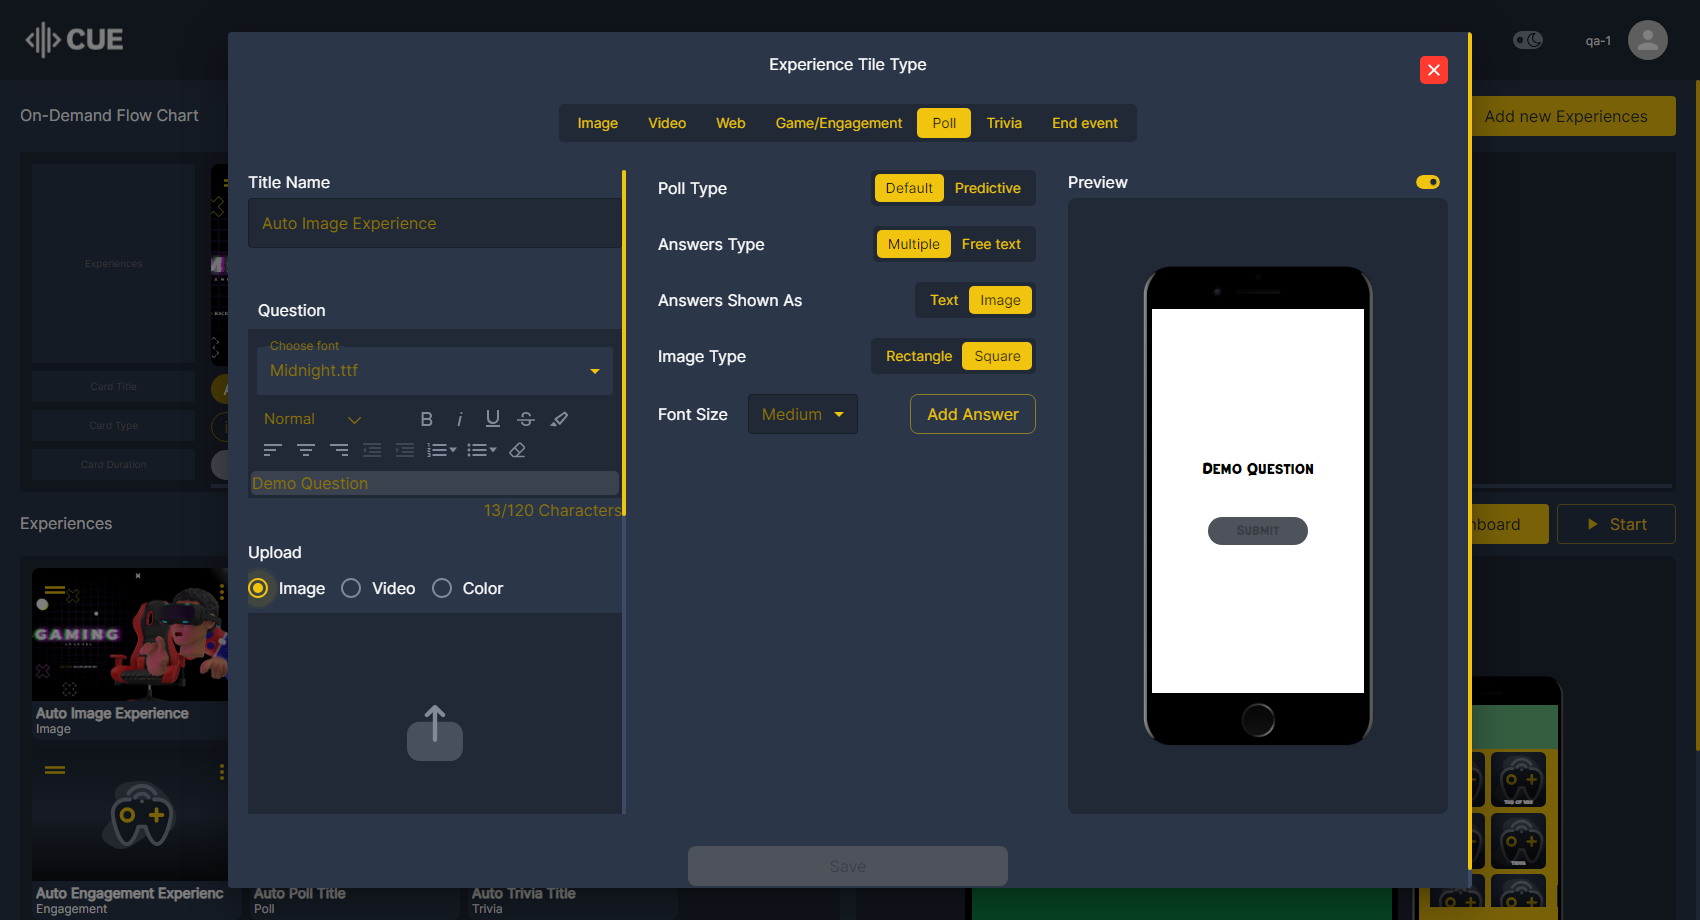 CUE
Experience Tile Type
qa-1
On-Demand Flow Chart
Add new Experiences
Image Video Web Game/Engagement Poll Trivia End event
Title Name
Auto Image Experience
Question
Choose font
Midnight.ttf
Normal
Demo Question
13/120 Characters
Upload
Image Video Color
Poll Type Default Predictive
Answers Type Multiple Free text
Answers Shown As Text Image
Image Type Rectangle Square
Font Size Medium Add Answer
Preview
Demo Question
Submit
Save
Experiences
Card Title
Card Type
Card Duration
Experiences
Start
GAMING
Auto Image Experience
Image
Auto Engagement Experienc
Engagement
Auto Poll Title
Poll
Auto Trivia Title
Trivia